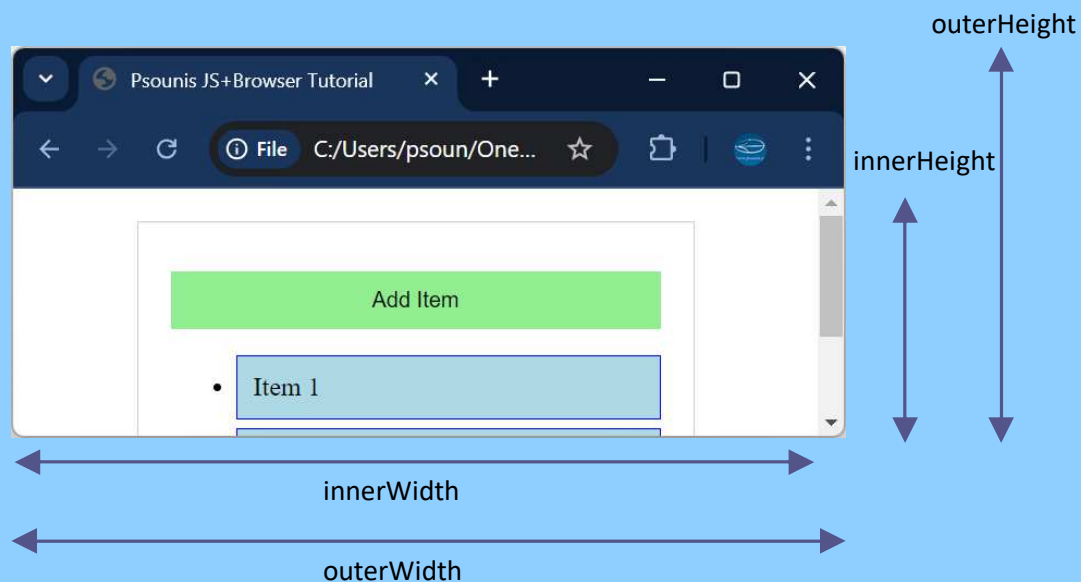 outerHeight
Psounis JS+Browser Tutorial
File C:/Users/psoun/One...
innerHeight
Add Item
Item 1
innerWidth
outerWidth